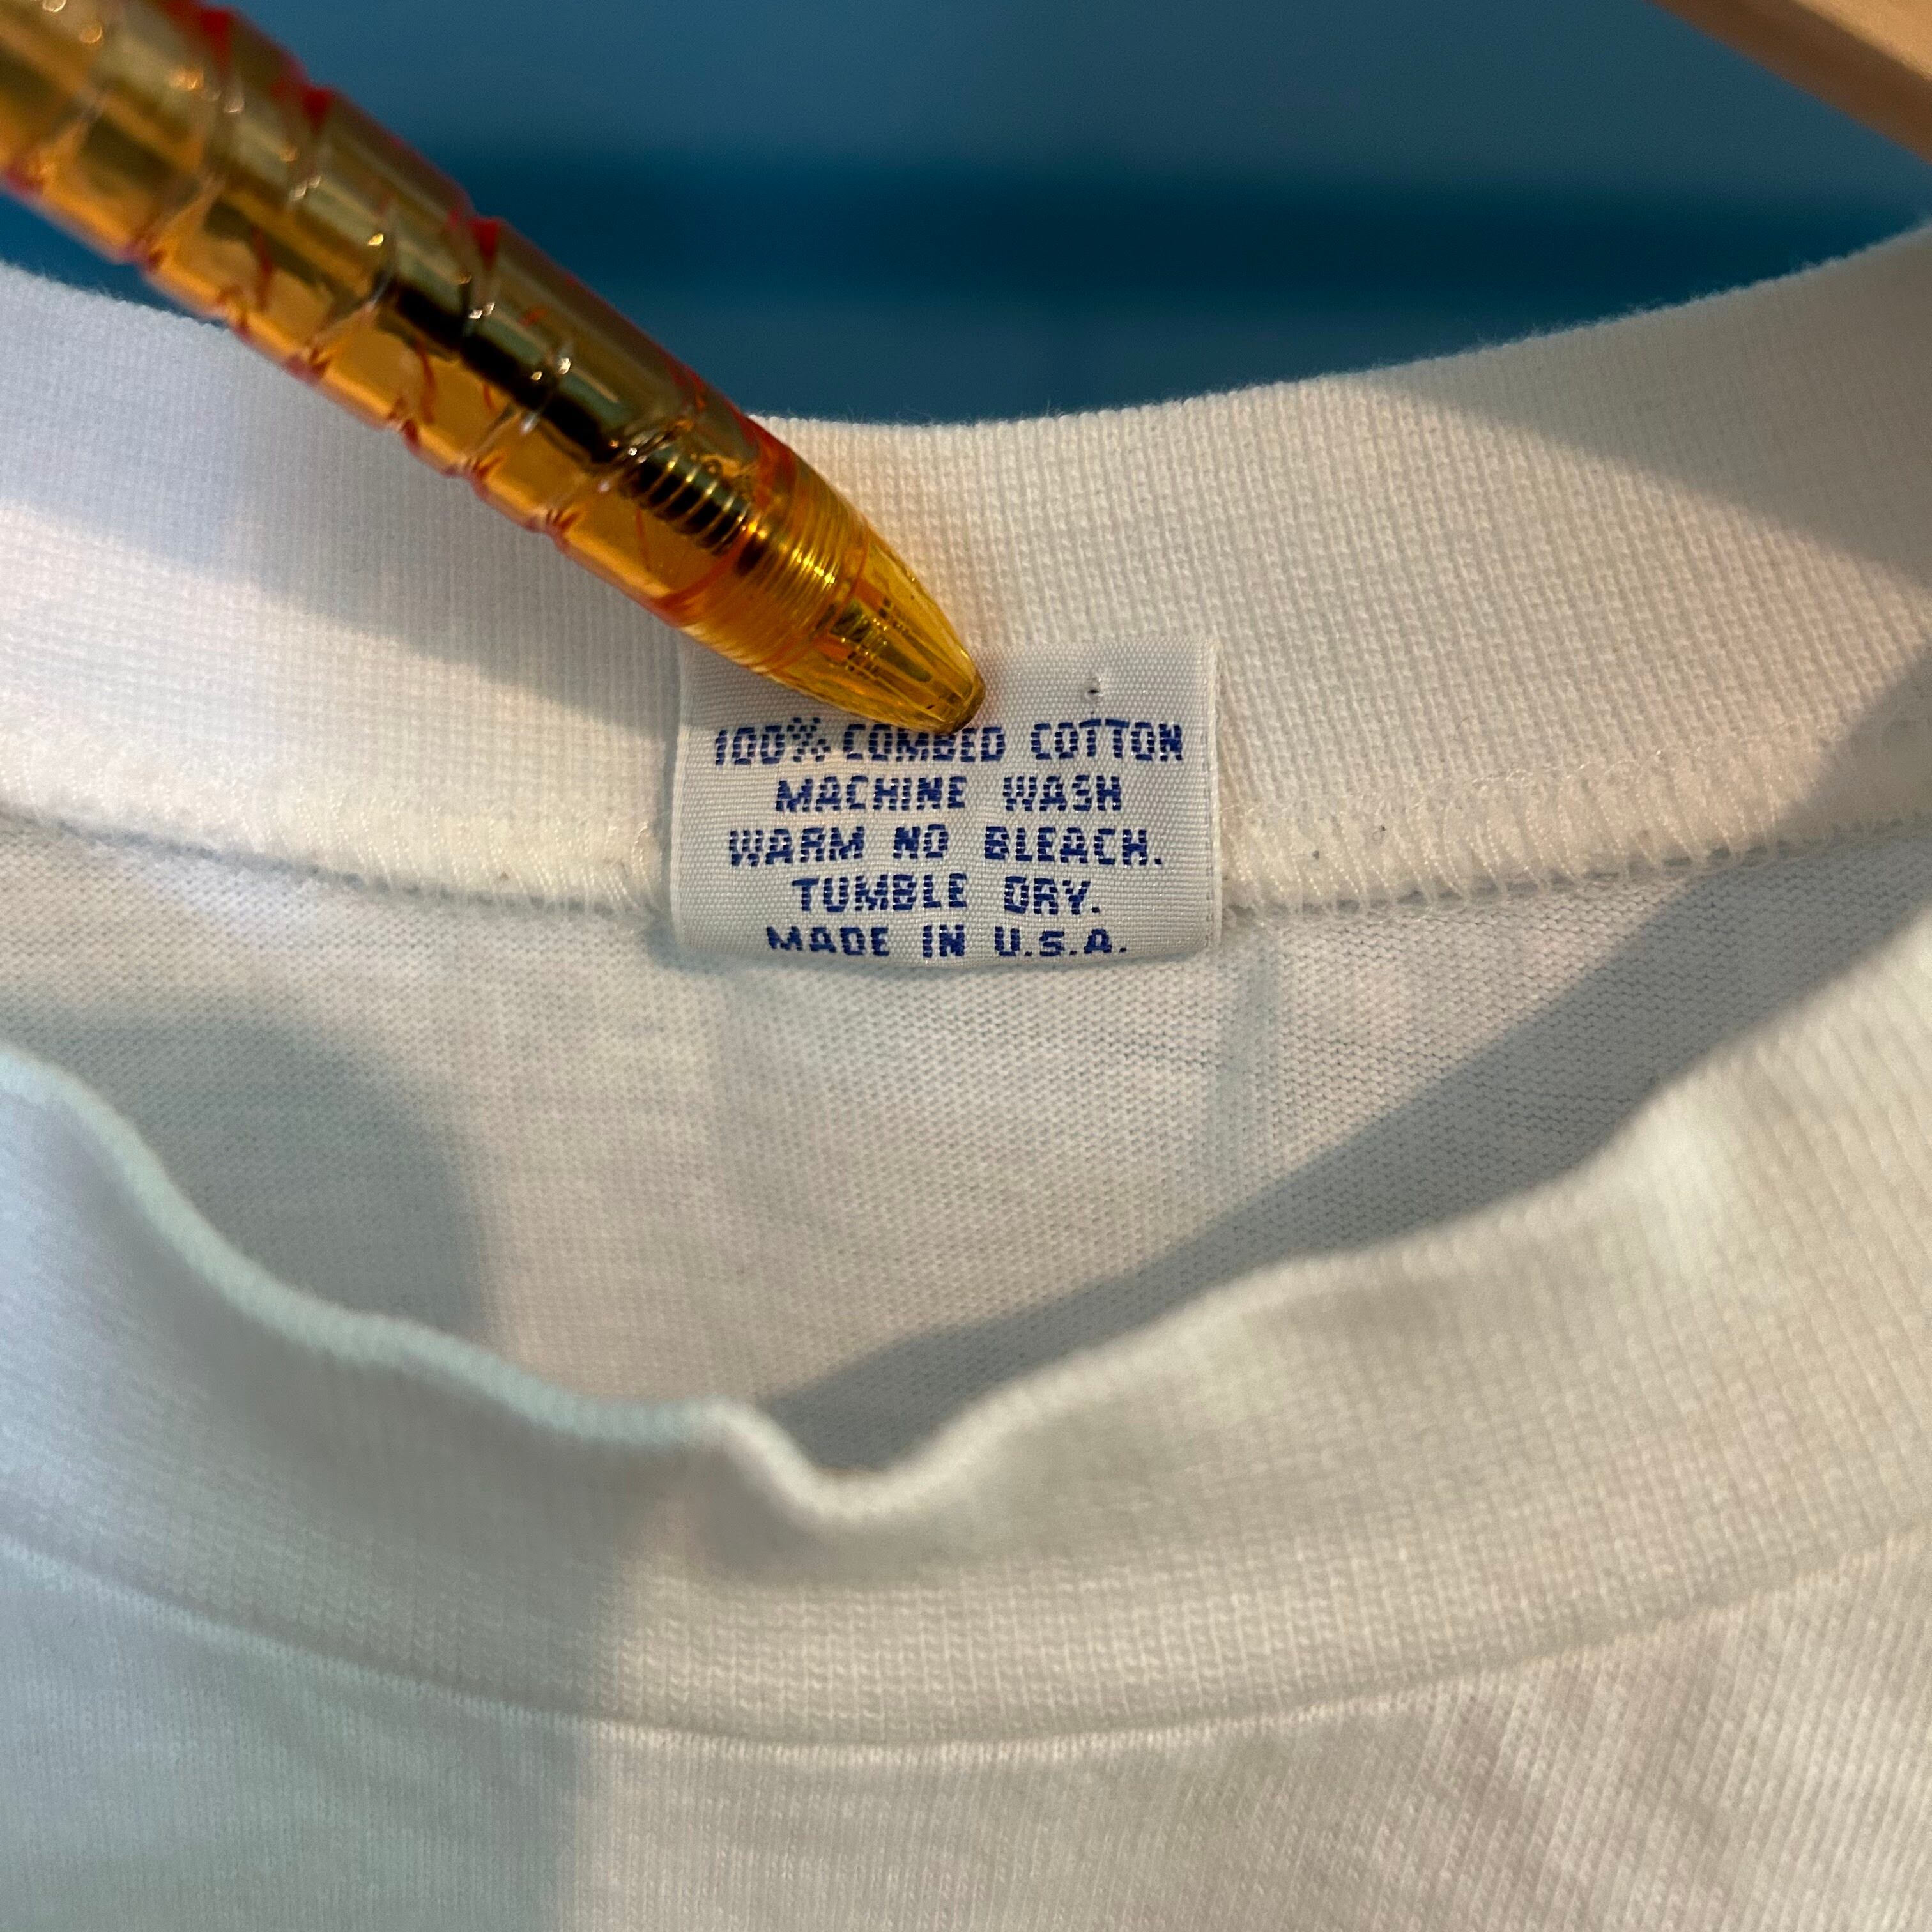 100% COMBED COTTON
MACHINE WASH
WARM NO BLEACH.
TUMBLE DRY.
MADE IN U.S.A.